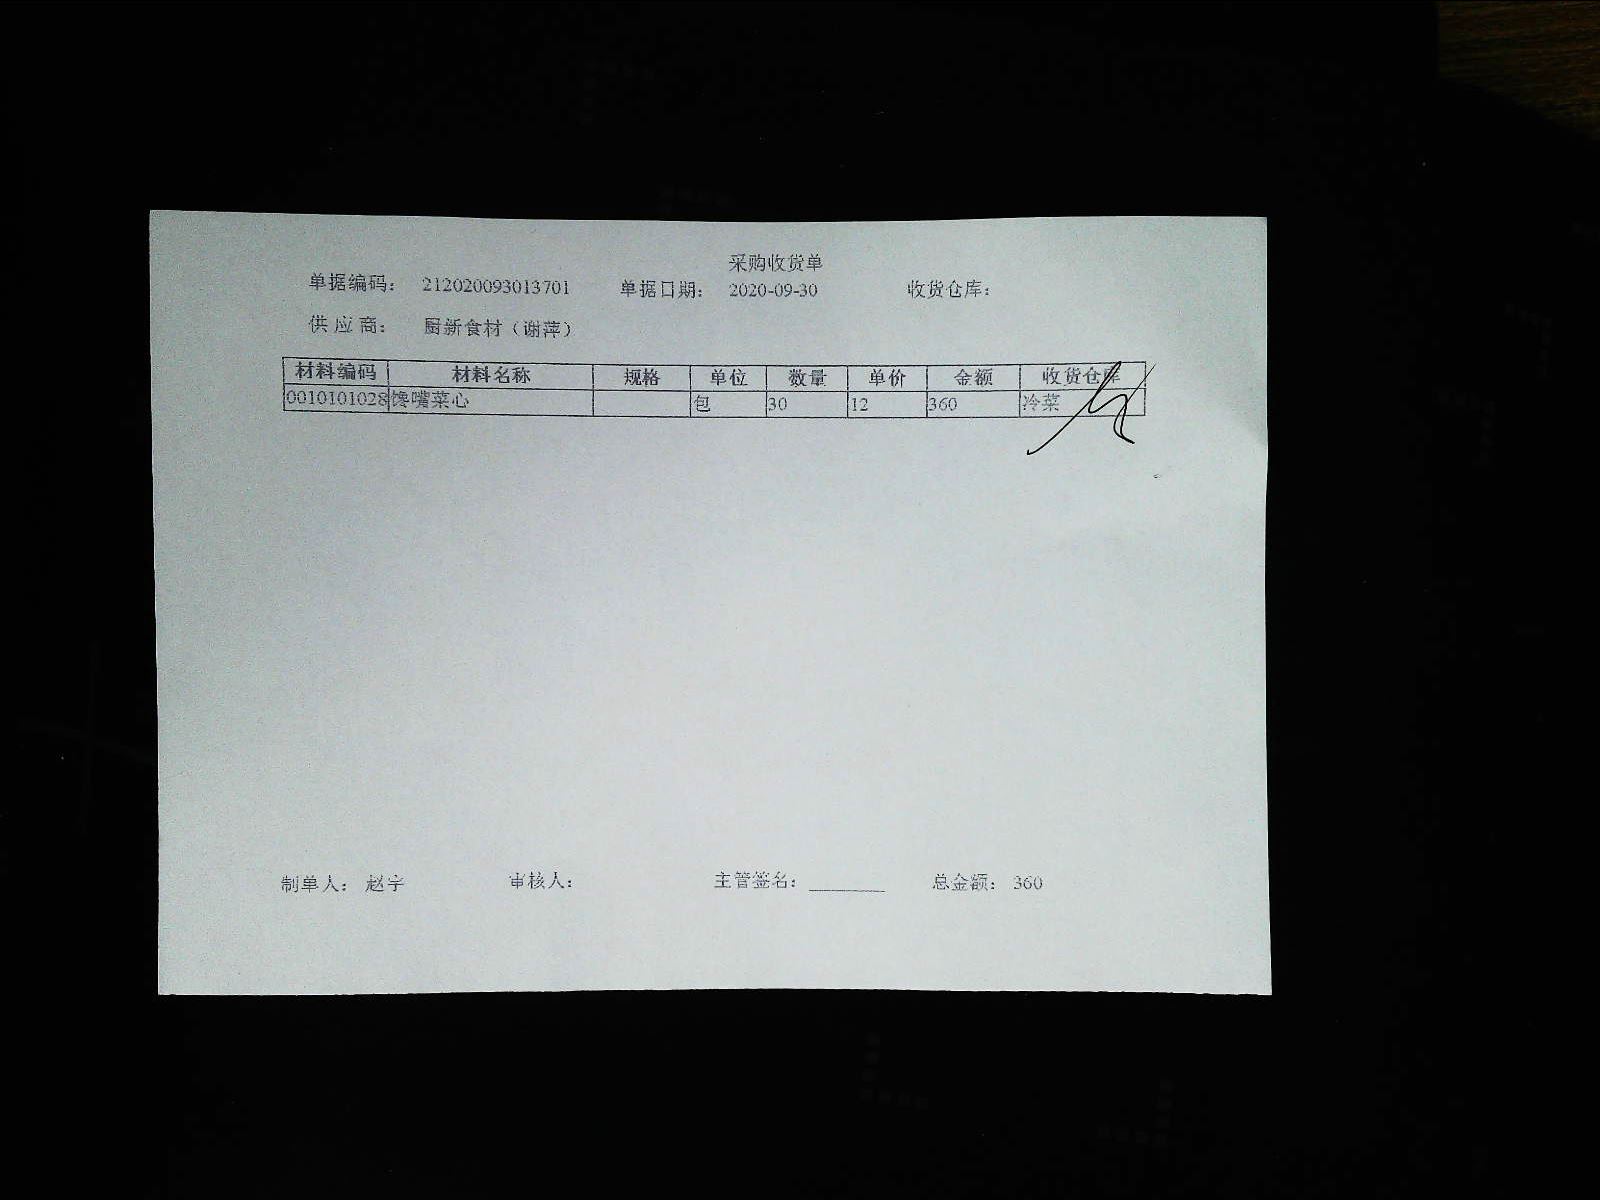 采购收货单
单据编码： 212020093013701 单据日期： 2020-09-30 收货仓库：
供应商： 厨新食材（谢萍）
材料编码 材料名称 规格 单位 数量 单价 金额 收货仓库
0010101028 馋嘴菜心 包 30 12 360 冷菜
制单人： 赵宇 审核人： 主管签名： ________ 总金额： 360